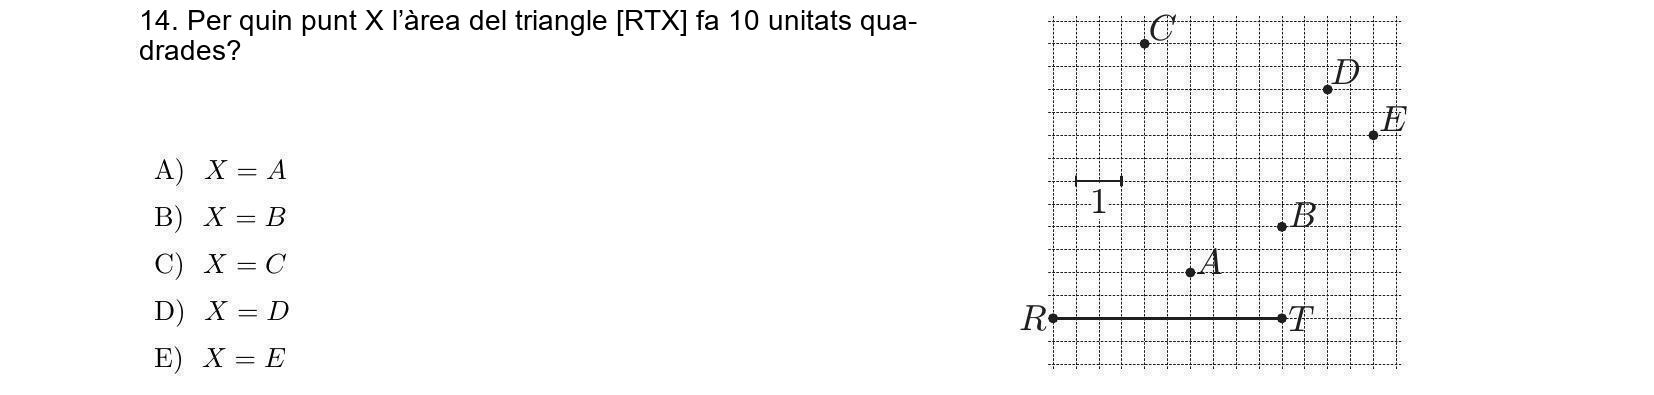 14. Per quin punt X l’àrea del triangle [RTX] fa 10 unitats qua-
drades?
A) X = A
B) X = B
C) X = C
D) X = D
E) X = E
C
D
E
1
B
A
R
T